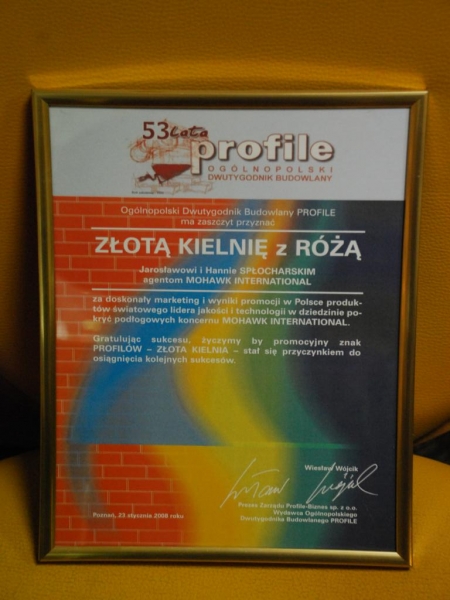 53 Lata
profile
OGÓLNOPOLSKI
DWUTYGODNIK BUDOWLANY
Ogólnopolski Dwutygodnik Budowlany PROFILE
ma zaszczyt przyznać
ZŁOTĄ KIELNIĘ z RÓŻĄ
Jarosławowi i Hannie SPŁOCHARSKIM
agentom MOHAWK INTERNATIONAL
za doskonały marketing i wyniki promocji w Polsce produk-
tów światowego lidera jakości i technologii w dziedzinie po-
kryć podłogowych koncernu MOHAWK INTERNATIONAL.
Gratulując sukcesu, życzymy by promocyjny znak
PROFILÓW – ZŁOTA KIELNIA – stał się przyczynkiem do
osiągnięcia kolejnych sukcesów.
Wiesław Wójcik
Prezes Zarządu Profile-Biznes sp. z o.o.
Wydawca Ogólnopolskiego
Dwutygodnika Budowlanego PROFILE
Poznań, 23 stycznia 2008 roku